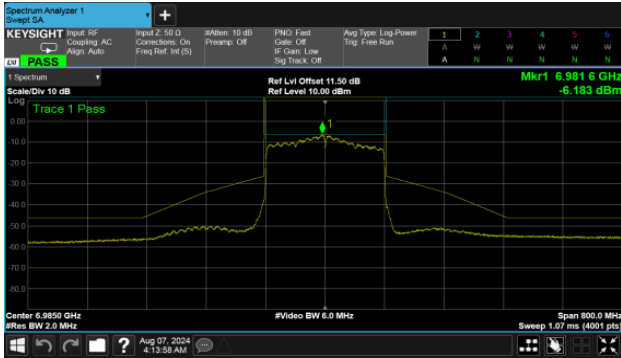 Spectrum Analyzer 1
Swept SA
KEYSIGHT
Input: RF
Coupling: AC
Align: Auto
Input Z: 50 Ω
Corrections: On
Freq Ref: Int (S)
#Atten: 10 dB
Preamp: Off
PNO: Fast
Gate: Off
IF Gain: Low
Sig Track: Off
Avg Type: Log-Power
Trig: Free Run
1 2 3 4 5 6
A W W W W W
A N N N N N
LXI PASS
1 Spectrum
Scale/Div 10 dB
Ref Lvl Offset 11.50 dB
Ref Level 10.00 dBm
Mkr1 6.981 6 GHz
-6.183 dBm
Log
Trace 1 Pass
1
0.00
-10.0
-20.0
-30.0
-40.0
-50.0
-60.0
-70.0
-80.0
Center 6.9850 GHz
#Res BW 2.0 MHz
#Video BW 6.0 MHz
Span 800.0 MHz
Sweep 1.07 ms (4001 pts)
Aug 07, 2024
4:13:58 AM